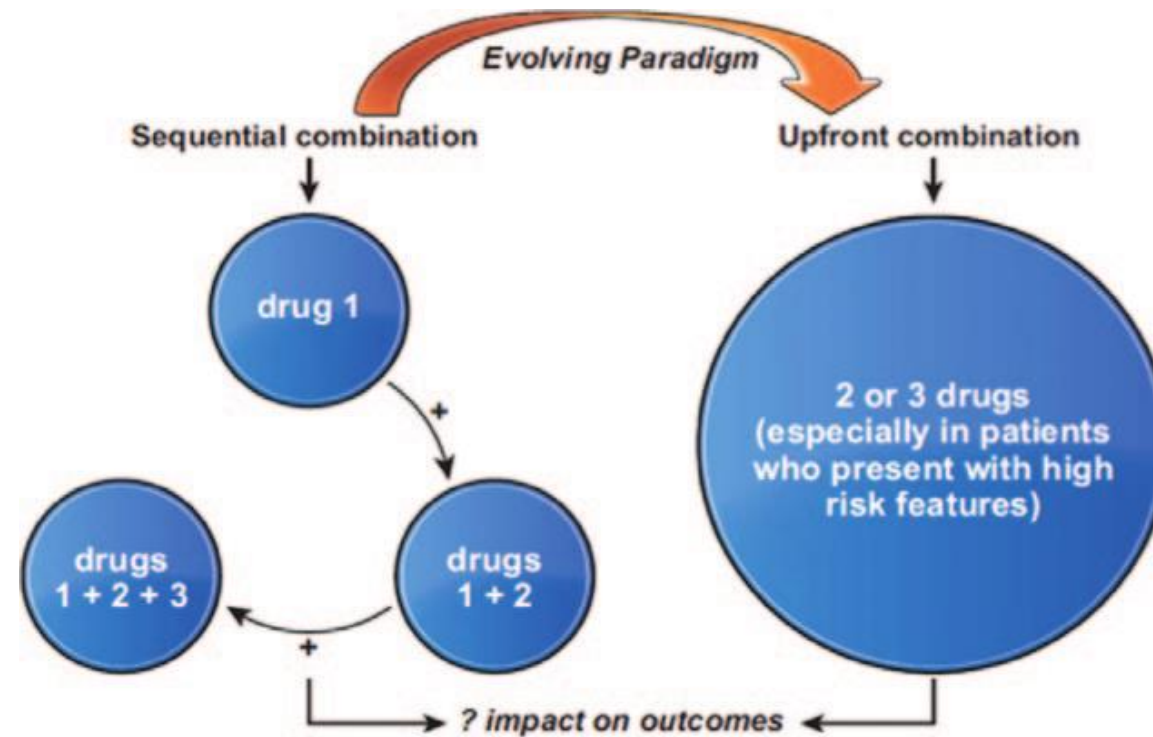 Evolving Paradigm
Sequential combination
Upfront combination
drug 1
+
2 or 3 drugs
(especially in patients
who present with high
risk features)
drugs
1 + 2 + 3
drugs
1 + 2
+
? impact on outcomes